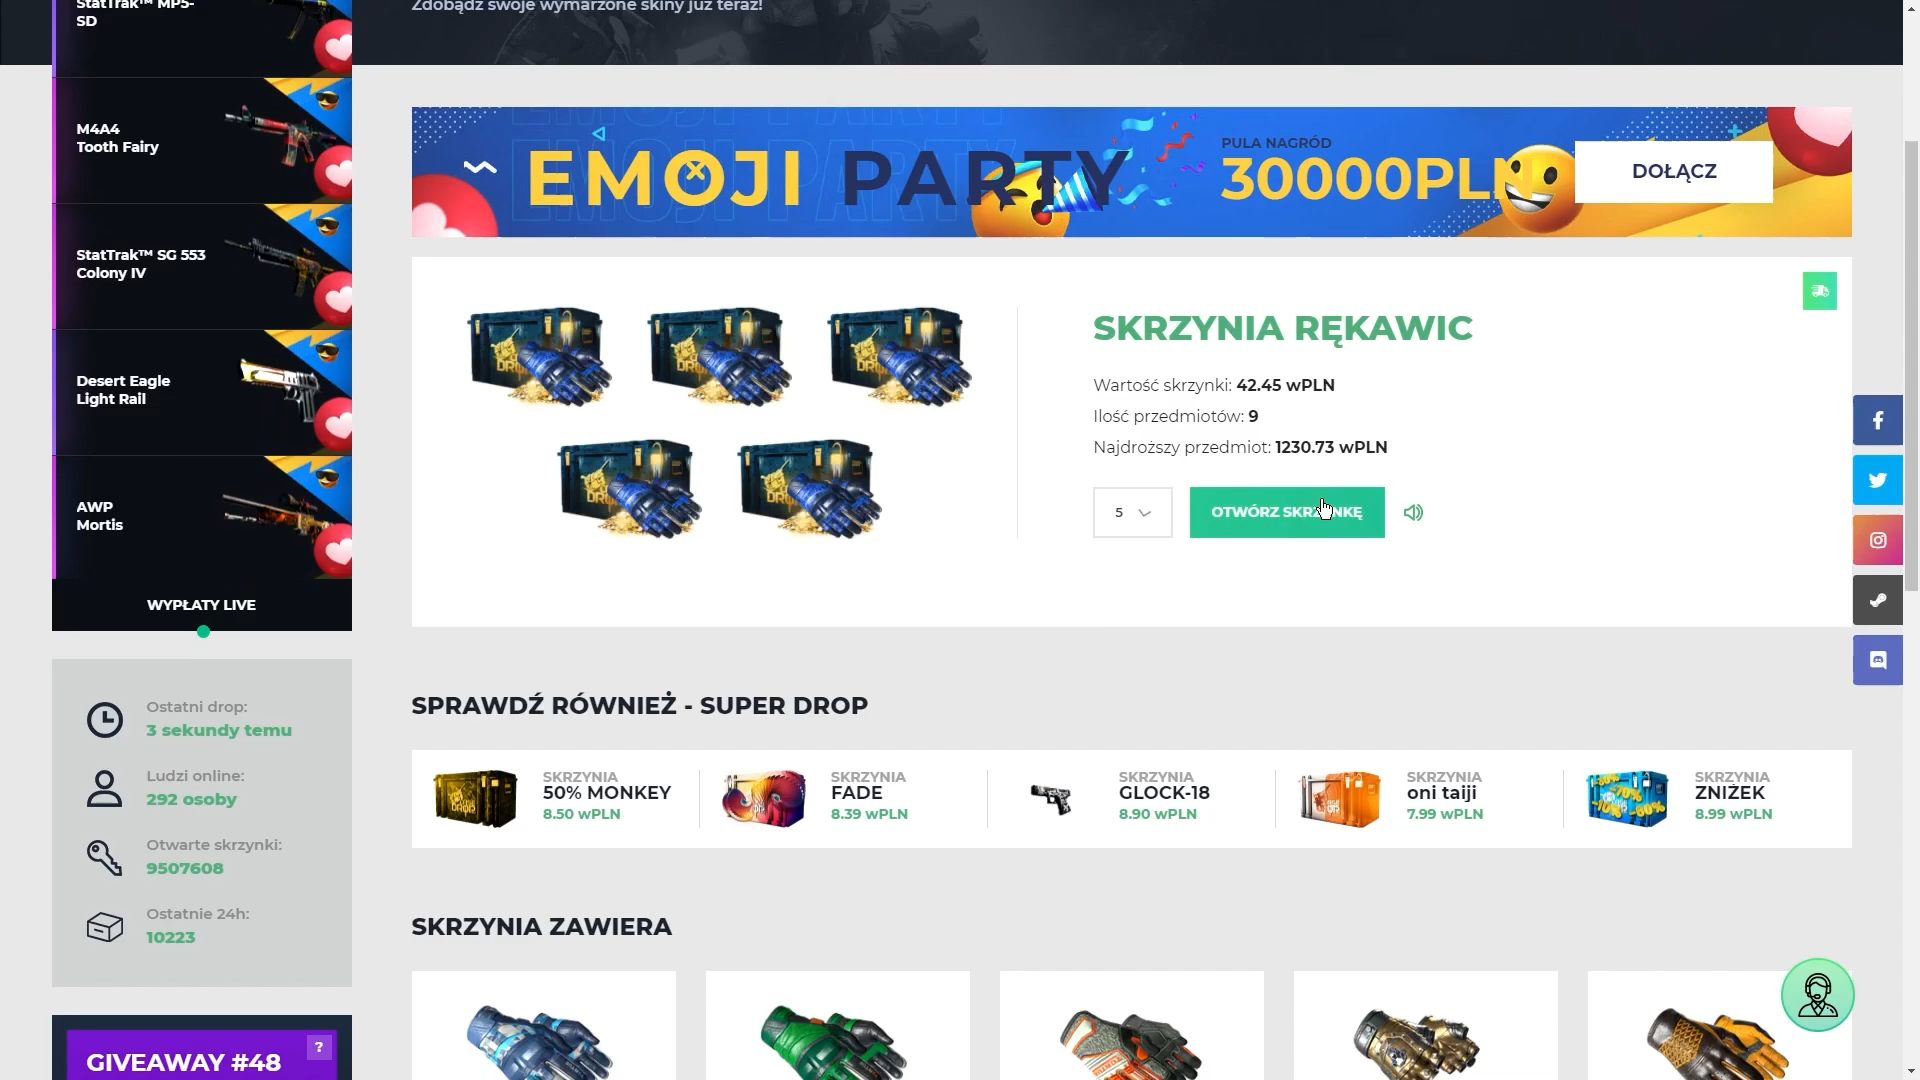 StatTrak™ MP5-
SD
M4A4
Tooth Fairy
StatTrak™ SG 553
Colony IV
Desert Eagle
Light Rail
AWP
Mortis
WYPŁATY LIVE
Ostatni drop:
3 sekundy temu
Ludzi online:
292 osoby
Otwarte skrzynki:
9507608
Ostatnie 24h:
10223
GIVEAWAY #48
?
Zdobądź swoje wymarzone skiny już teraz!
EMOJI PARTY
PULA NAGRÓD
30000PLN
DOŁĄCZ
SKRZYNIA RĘKAWIC
Wartość skrzynki: 42.45 wPLN
Ilość przedmiotów: 9
Najdroższy przedmiot: 1230.73 wPLN
5
OTWÓRZ SKRZYNKĘ
SPRAWDŹ RÓWNIEŻ - SUPER DROP
SKRZYNIA
50% MONKEY
8.50 wPLN
SKRZYNIA
FADE
8.39 wPLN
SKRZYNIA
GLOCK-18
8.90 wPLN
SKRZYNIA
oni taiji
7.99 wPLN
SKRZYNIA
ZNIŻEK
8.99 wPLN
SKRZYNIA ZAWIERA